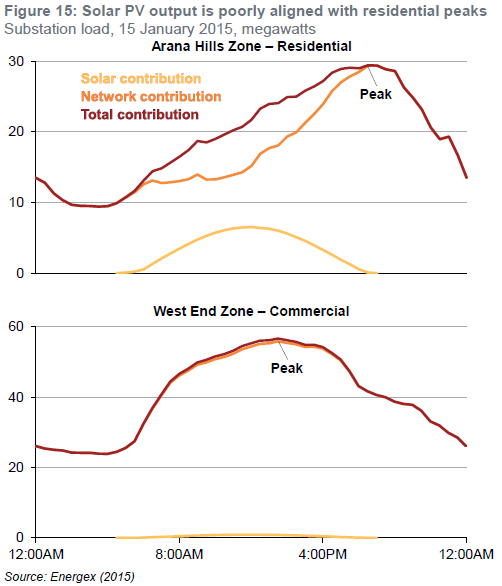 Figure 15: Solar PV output is poorly aligned with residential peaks
Substation load, 15 January 2015, megawatts
Arana Hills Zone – Residential
30
Solar contribution
Network contribution
Total contribution
Peak
20
10
0
West End Zone – Commercial
60
Peak
40
20
0
12:00AM 8:00AM 4:00PM 12:00AM
Source: Energex (2015)